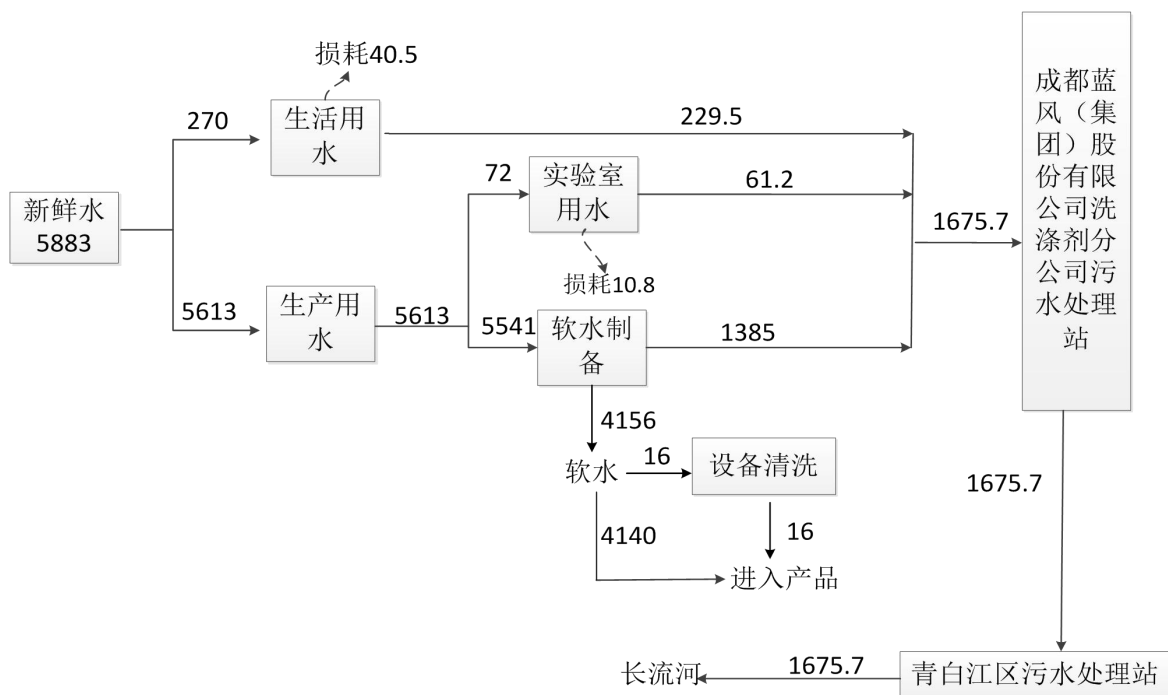 损耗40.5
270
生活用
水
229.5
新鲜水
5883
72
实验室
用水
61.2
损耗10.8
5613
生产用
水
5613
5541
软水制
备
1385
1675.7
成都蓝
风（集
团）股
份有限
公司洗
涤剂分
公司污
水处理
站
4156
软水
16
设备清洗
4140
16
进入产品
1675.7
青白江区污水处理站
1675.7
长流河